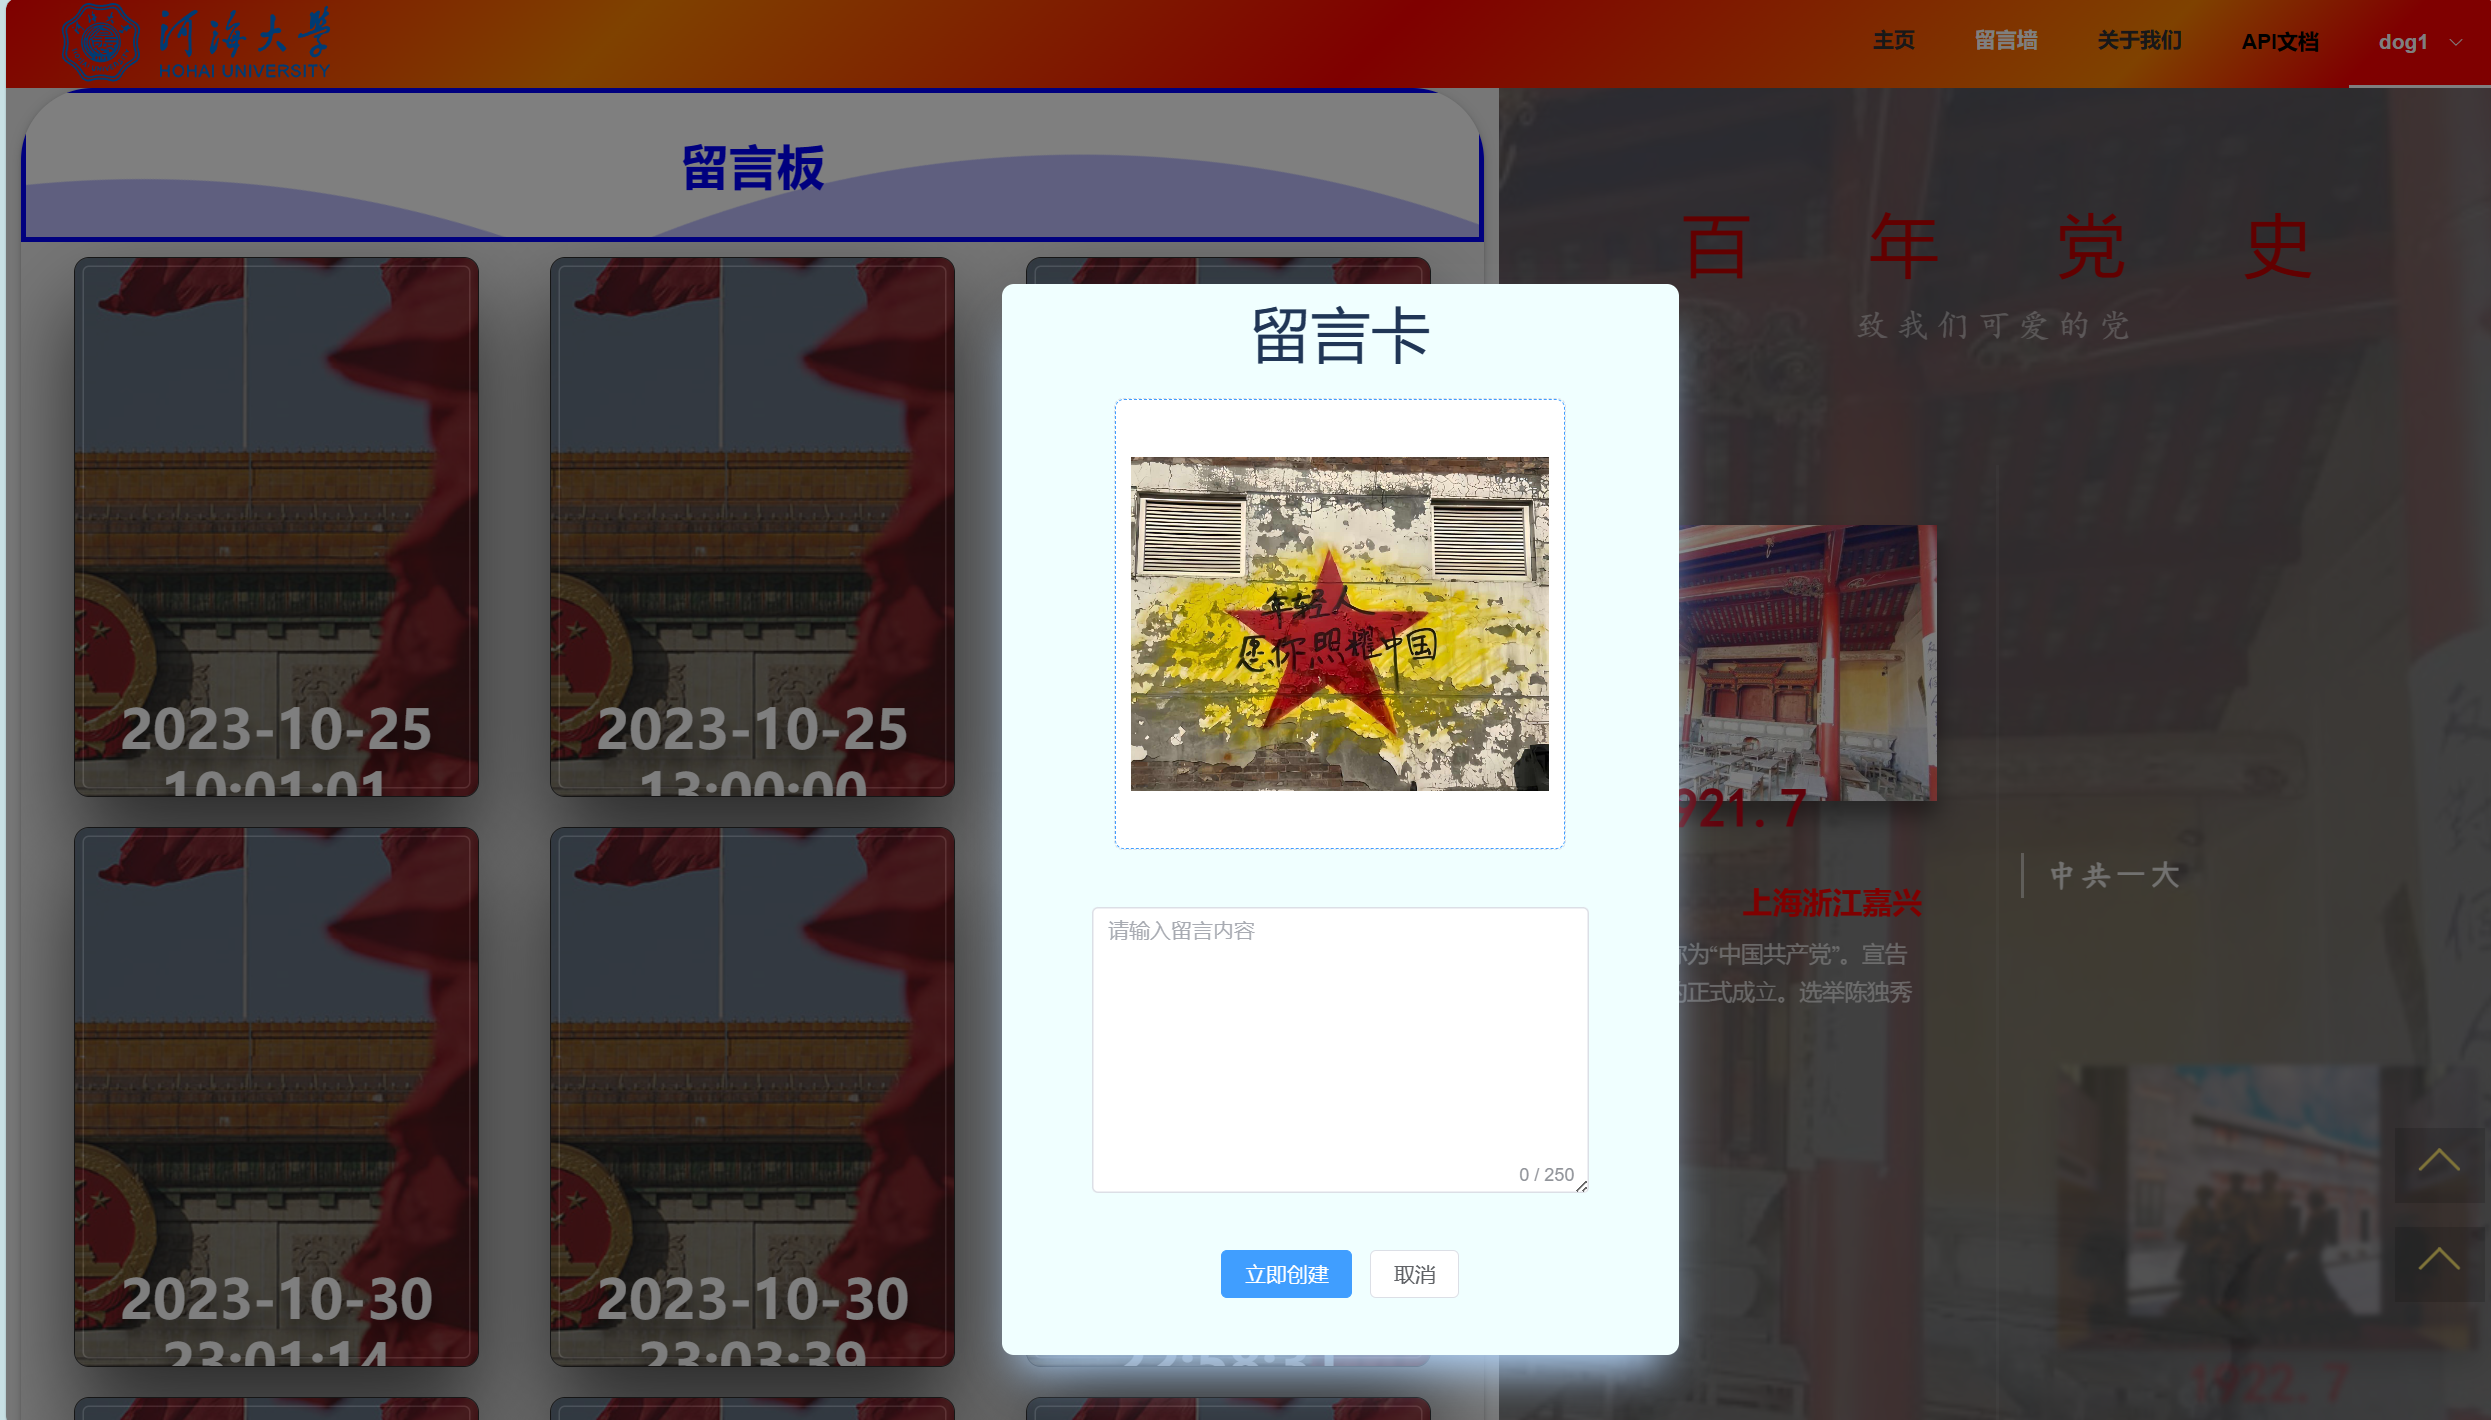 河海大学
HOHAI UNIVERSITY
主页
留言墙
关于我们
API文档
dog1
留言板
2023-10-25
10:01:01
2023-10-25
13:00:00
2023-10-30
23:01:14
2023-10-30
23:03:39
22:58:31
留言卡
年轻人
愿你照耀中国
请输入留言内容
0 / 250
立即创建
取消
百年党史
致我们可爱的党
921.7
上海浙江嘉兴
称为“中国共产党”。宣告
的正式成立。选举陈独秀
中共一大
1922.7